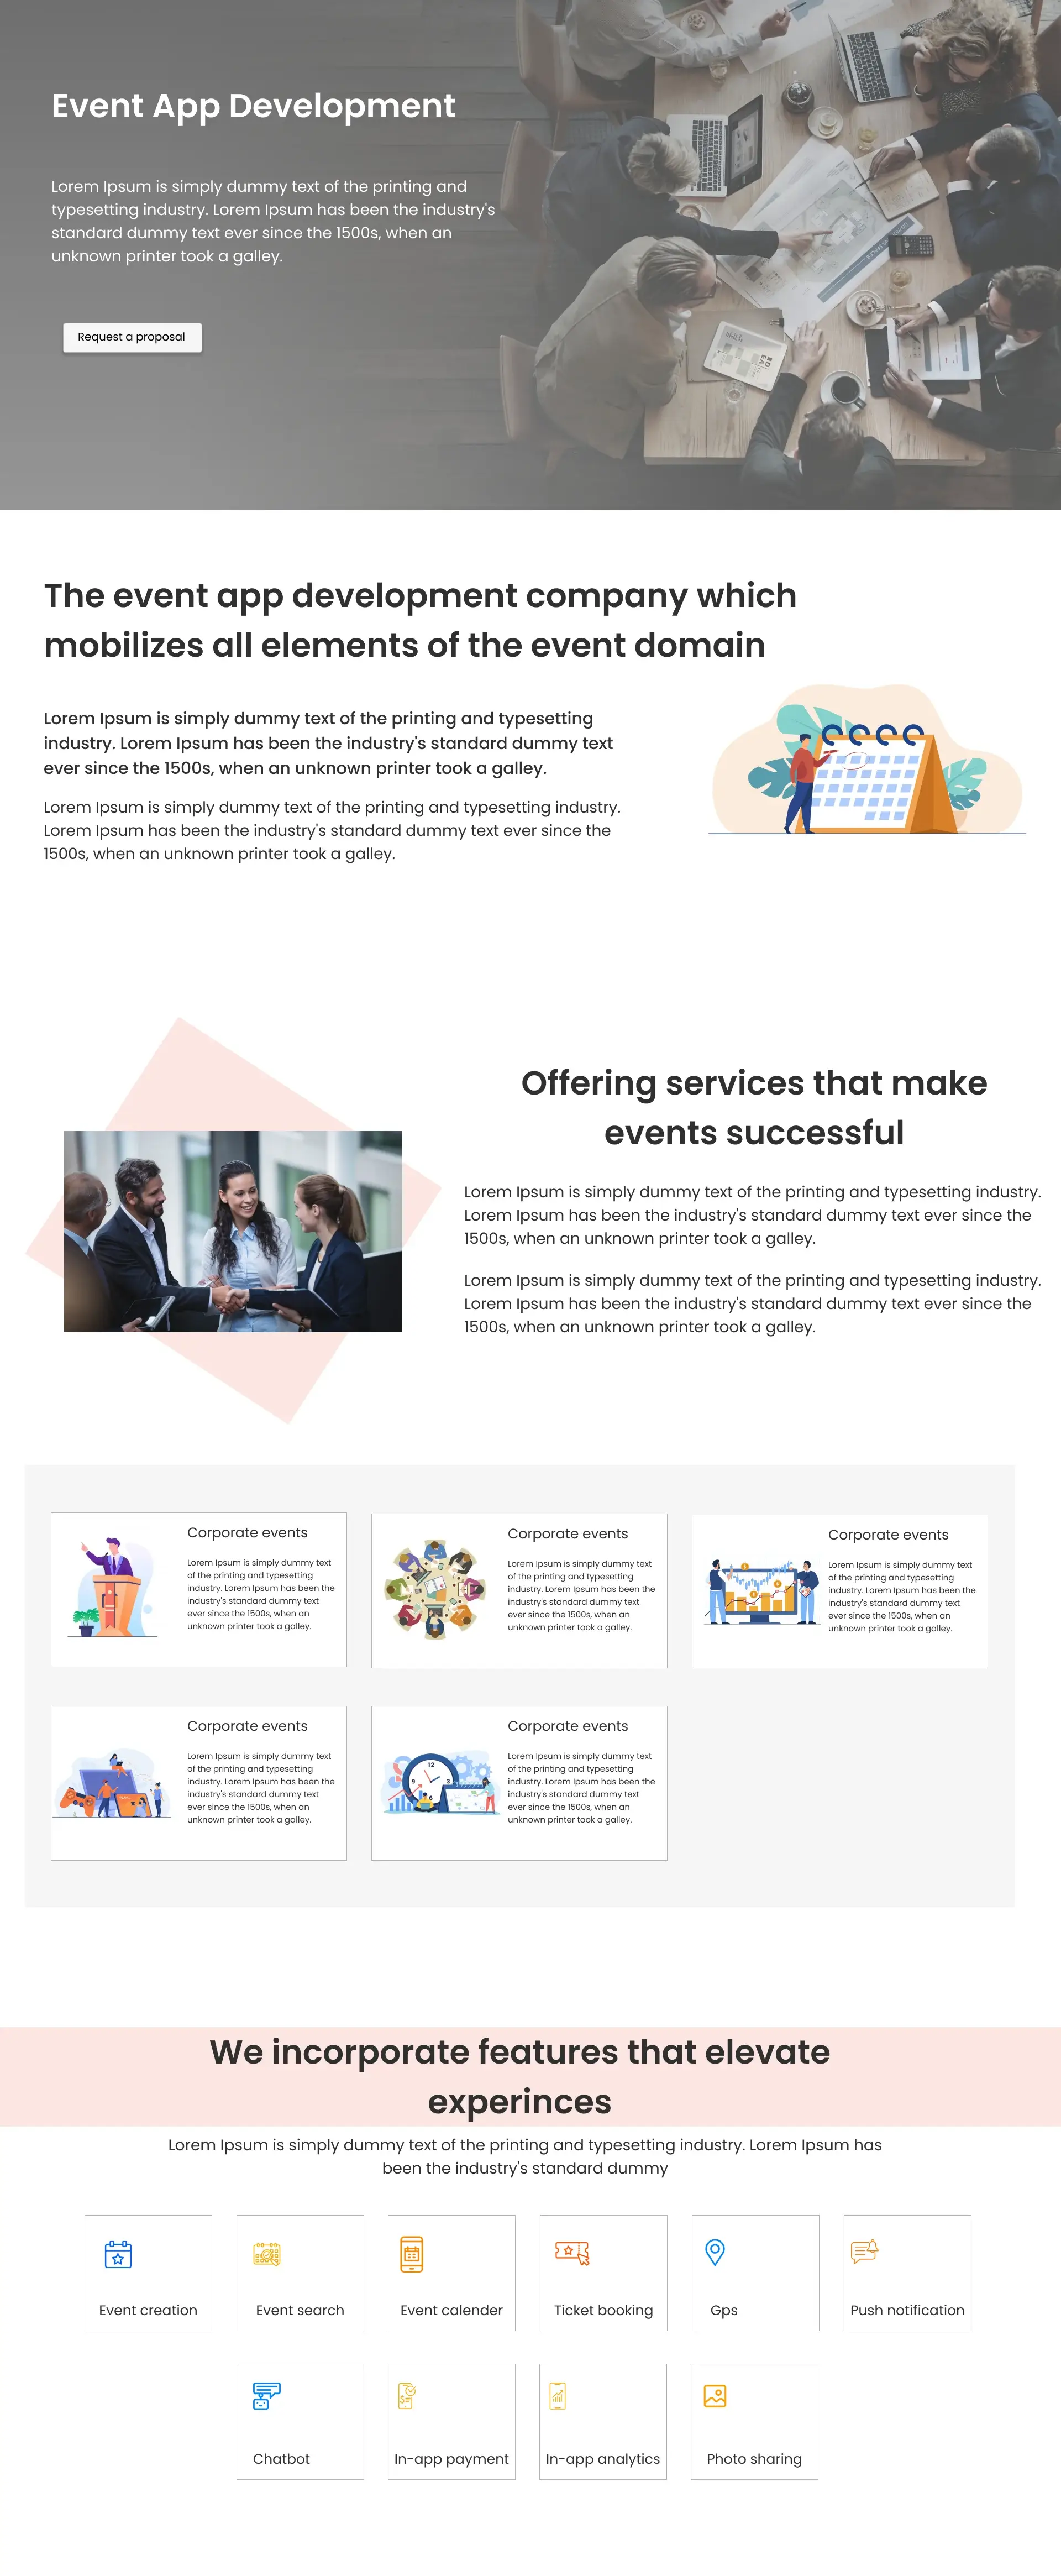 Event App Development
Lorem Ipsum is simply dummy text of the printing and
typesetting industry. Lorem Ipsum has been the industry's
standard dummy text ever since the 1500s, when an
unknown printer took a galley.
Request a proposal
The event app development company which
mobilizes all elements of the event domain
Lorem Ipsum is simply dummy text of the printing and typesetting
industry. Lorem Ipsum has been the industry's standard dummy text
ever since the 1500s, when an unknown printer took a galley.
Lorem Ipsum is simply dummy text of the printing and typesetting industry.
Lorem Ipsum has been the industry's standard dummy text ever since the
1500s, when an unknown printer took a galley.
Offering services that make
events successful
Lorem Ipsum is simply dummy text of the printing and typesetting industry.
Lorem Ipsum has been the industry's standard dummy text ever since the
1500s, when an unknown printer took a galley.
Lorem Ipsum is simply dummy text of the printing and typesetting industry.
Lorem Ipsum has been the industry's standard dummy text ever since the
1500s, when an unknown printer took a galley.
Corporate events
Lorem Ipsum is simply dummy text
of the printing and typesetting
industry. Lorem Ipsum has been the
industry's standard dummy text
ever since the 1500s, when an
unknown printer took a galley.
Corporate events
Lorem Ipsum is simply dummy text
of the printing and typesetting
industry. Lorem Ipsum has been the
industry's standard dummy text
ever since the 1500s, when an
unknown printer took a galley.
Corporate events
Lorem Ipsum is simply dummy text
of the printing and typesetting
industry. Lorem Ipsum has been the
industry's standard dummy text
ever since the 1500s, when an
unknown printer took a galley.
Corporate events
Lorem Ipsum is simply dummy text
of the printing and typesetting
industry. Lorem Ipsum has been the
industry's standard dummy text
ever since the 1500s, when an
unknown printer took a galley.
12
9
3
6
Corporate events
Lorem Ipsum is simply dummy text
of the printing and typesetting
industry. Lorem Ipsum has been the
industry's standard dummy text
ever since the 1500s, when an
unknown printer took a galley.
We incorporate features that elevate
experinces
Lorem Ipsum is simply dummy text of the printing and typesetting industry. Lorem Ipsum has
been the industry's standard dummy
Event creation
Event search
Event calender
Ticket booking
Gps
Push notification
Chatbot
In-app payment
In-app analytics
Photo sharing